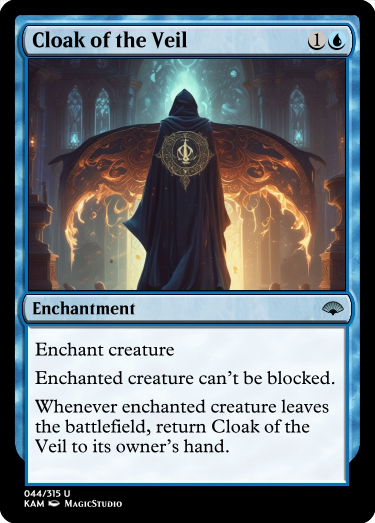 Cloak of the Veil 1
Enchantment
Enchant creature
Enchanted creature can't be blocked.
Whenever enchanted creature leaves
the battlefield, return Cloak of the
Veil to its owner's hand.
044/315 U
KAM MagicStudio